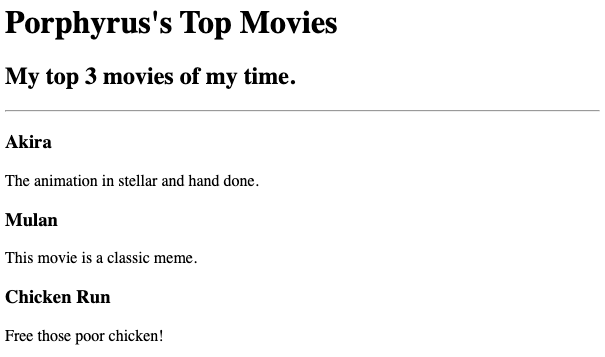 Porphyrus's Top Movies
My top 3 movies of my time.
Akira
The animation in stellar and hand done.
Mulan
This movie is a classic meme.
Chicken Run
Free those poor chicken!